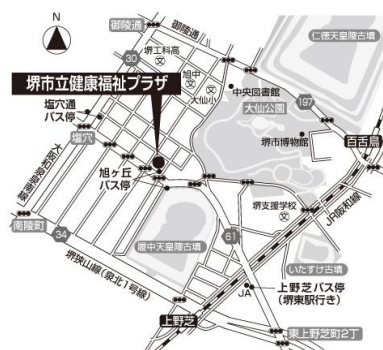 N
御陵通
御陵通
仁徳天皇陵古墳
30
堺工科高
旭中
大仙小
中央図書館
大仙公園
197
堺市立健康福祉プラザ
塩穴通
バス停
堺市博物館
百舌鳥
塩穴
旭ヶ丘
バス停
大阪和泉泉南線
JR阪和線
堺支援学校
南陵町
34
履中天皇陵古墳
61
いたすけ古墳
堺狭山線(泉北1号線)
上野芝バス停
(堺東駅行き)
JA
上野芝
東上野芝町2丁